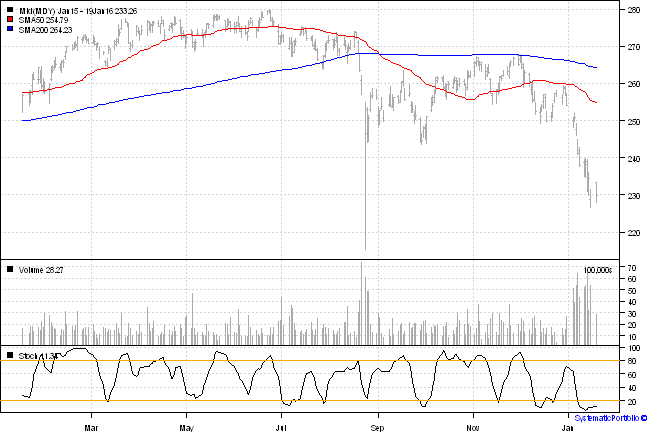 Mid(MDY) Jan15 - 19Jan16 233.26
SMA50 254.79
SMA200 264.23
280
270
260
250
240
230
220
Volume 28.27
100,000s
70
60
50
40
30
20
10
100
80
60
40
20
Mar May Jul Sep Nov Jan
SystematicPortfolio ©